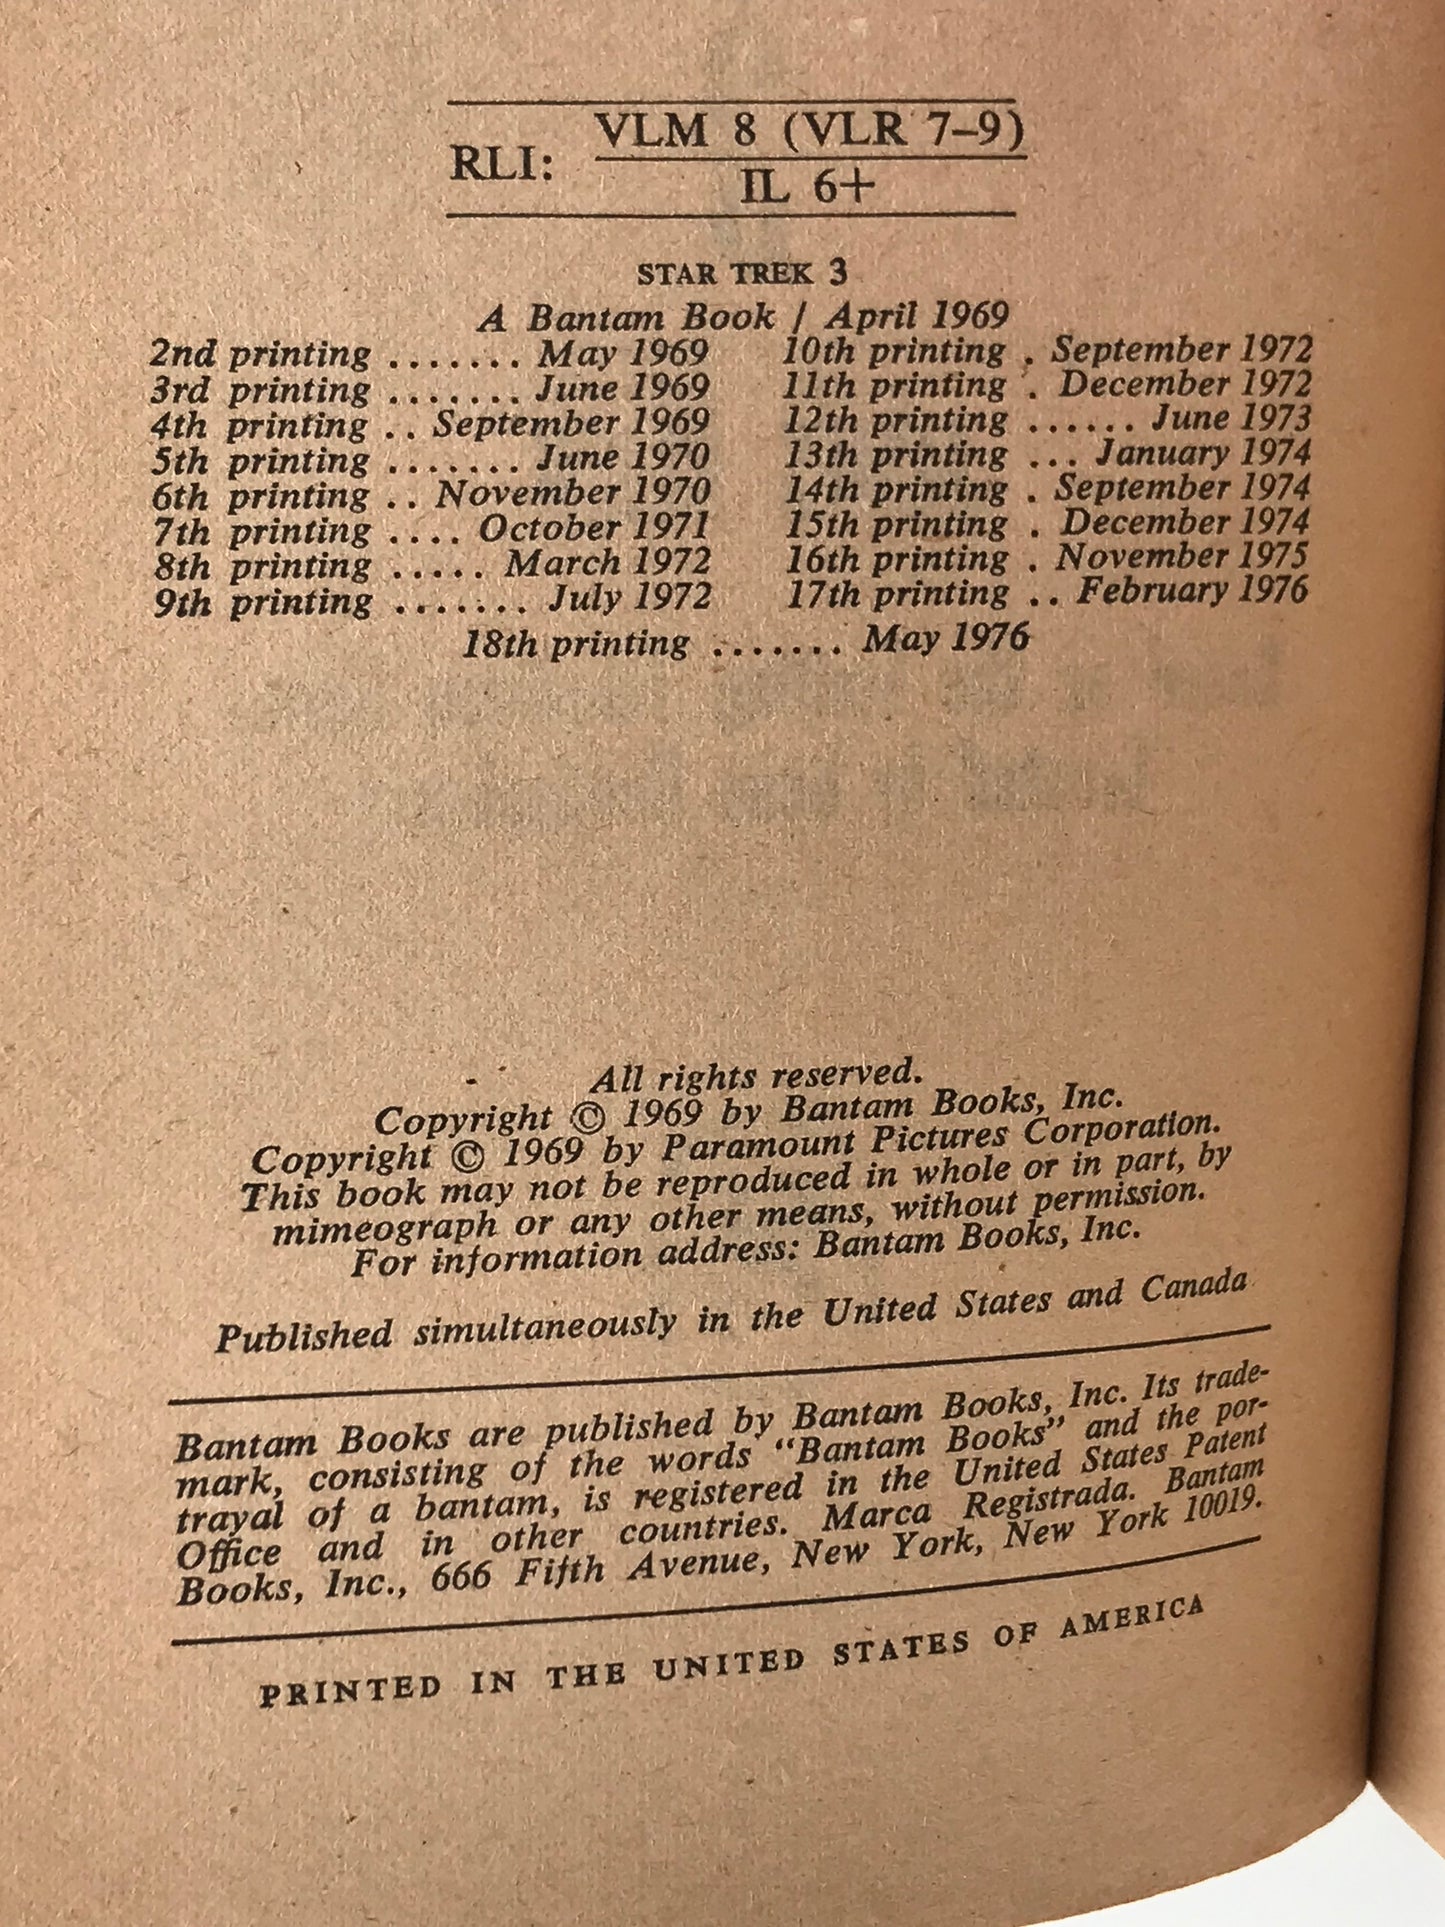 RLI: VLM 8 (VLR 7–9)
IL 6+
STAR TREK 3
A Bantam Book / April 1969
2nd printing ....... May 1969
3rd printing ....... June 1969
4th printing .. September 1969
5th printing ....... June 1970
6th printing .. November 1970
7th printing .... October 1971
8th printing ..... March 1972
9th printing ....... July 1972
10th printing . September 1972
11th printing . December 1972
12th printing ...... June 1973
13th printing ... January 1974
14th printing . September 1974
15th printing . December 1974
16th printing . November 1975
17th printing .. February 1976
18th printing ....... May 1976
All rights reserved.
Copyright © 1969 by Bantam Books, Inc.
Copyright © 1969 by Paramount Pictures Corporation.
This book may not be reproduced in whole or in part, by
mimeograph or any other means, without permission.
For information address: Bantam Books, Inc.
Published simultaneously in the United States and Canada
Bantam Books are published by Bantam Books, Inc. Its trade-
mark, consisting of the words "Bantam Books" and the por-
trayal of a bantam, is registered in the United States Patent
Office and in other countries. Marca Registrada. Bantam
Books, Inc., 666 Fifth Avenue, New York, New York 10019.
PRINTED IN THE UNITED STATES OF AMERICA